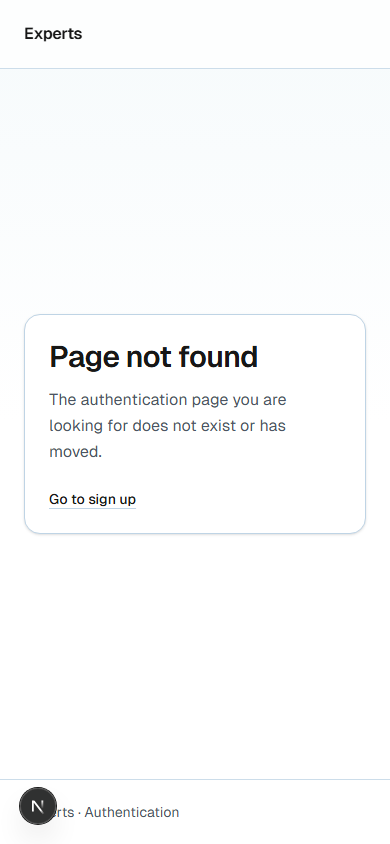 Experts
Page not found
The authentication page you are
looking for does not exist or has
moved.
Go to sign up
· Authentication